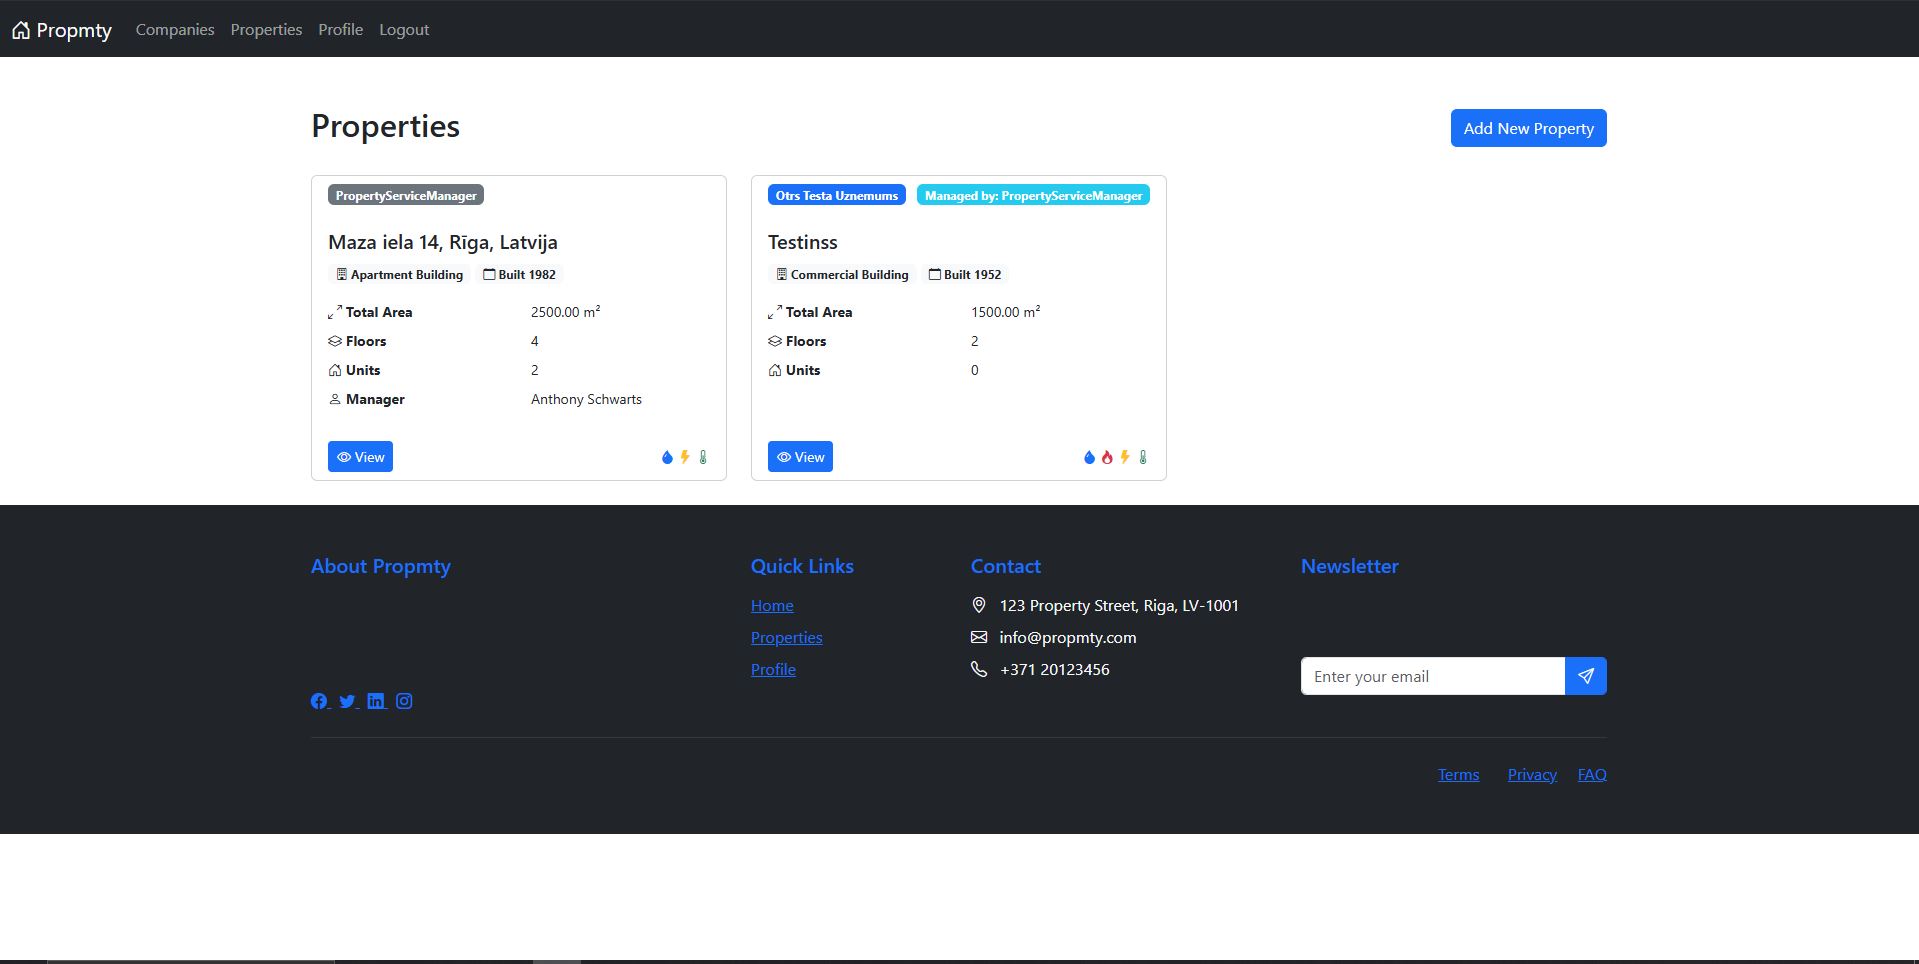 Propmty Companies Properties Profile Logout
Properties
Add New Property
PropertyServiceManager
Maza iela 14, Rīga, Latvija
Apartment Building Built 1982
Total Area 2500.00 m²
Floors 4
Units 2
Manager Anthony Schwarts
View
Otrs Testa Uznemums Managed by: PropertyServiceManager
Testinss
Commercial Building Built 1952
Total Area 1500.00 m²
Floors 2
Units 0
View
About Propmty
Quick Links
Home
Properties
Profile
Contact
123 Property Street, Riga, LV-1001
info@propmty.com
+371 20123456
Newsletter
Enter your email
Terms Privacy FAQ